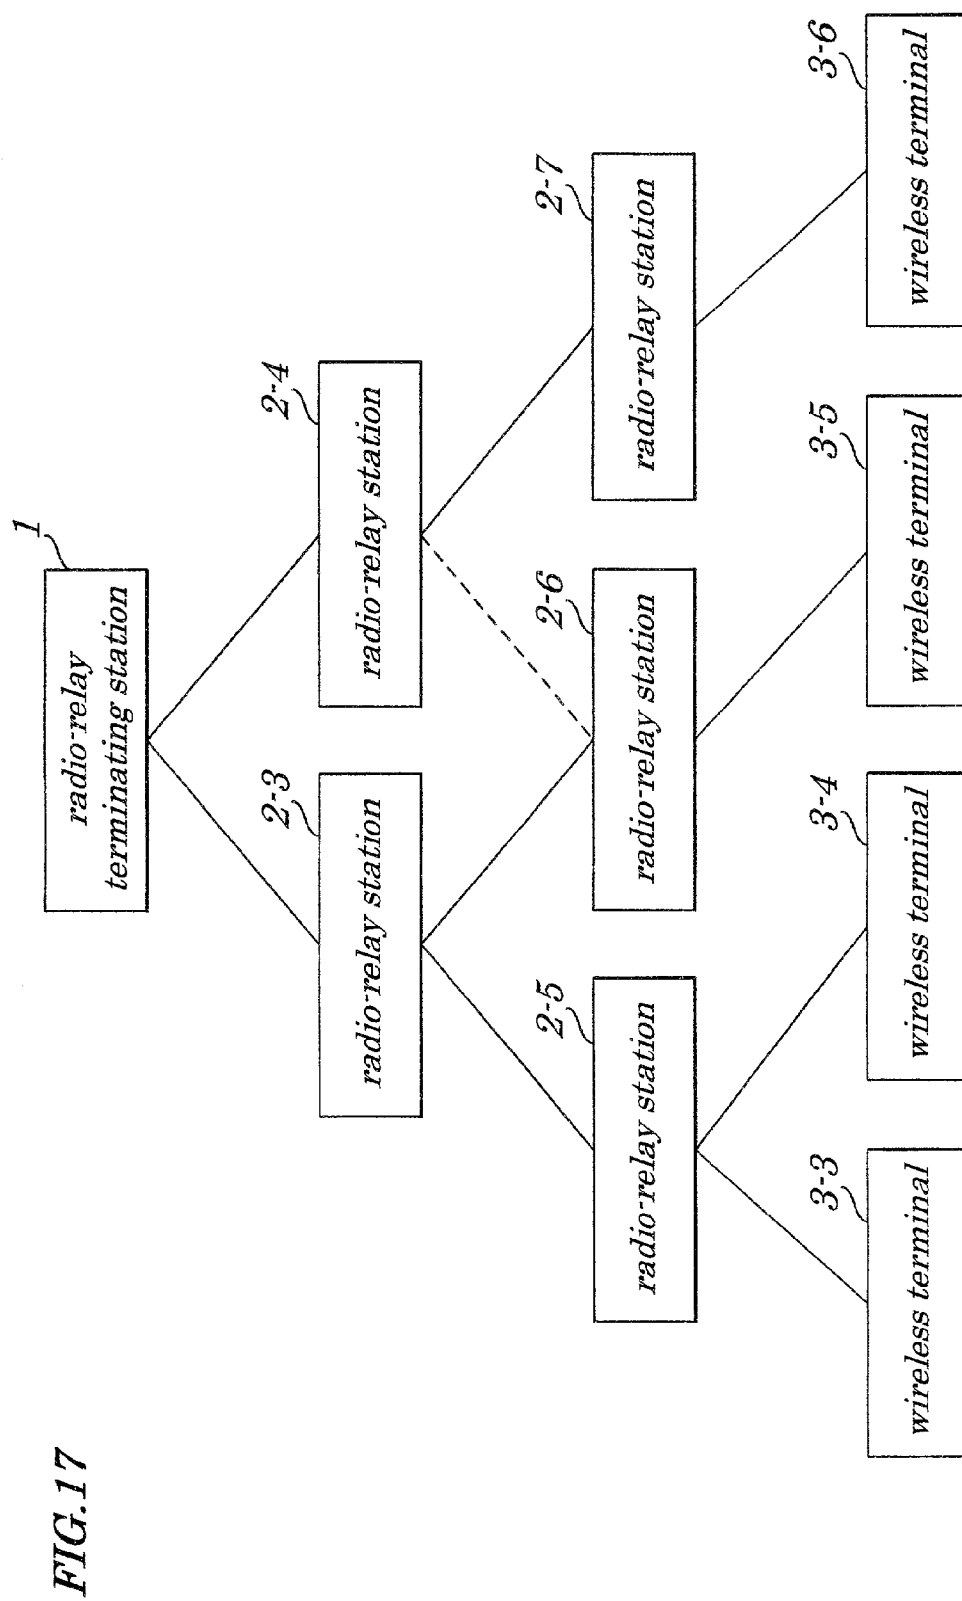 FIG.17
1
radio-relay
terminating station
2-3
radio-relay station
2-4
radio-relay station
2-5
radio-relay station
2-6
radio-relay station
2-7
radio-relay station
3-3
wireless terminal
3-4
wireless terminal
3-5
wireless terminal
3-6
wireless terminal